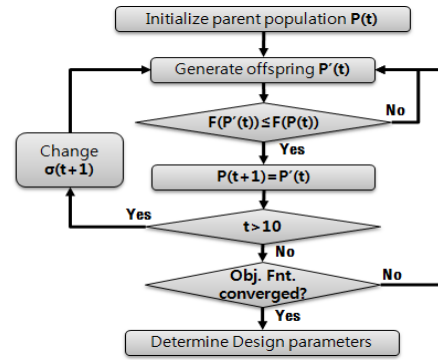 Initialize parent population P(t)
Generate offspring P′(t)
F(P′(t))≤F(P(t))
No
Yes
Change
σ(t+1)
P(t+1)=P′(t)
Yes
t>10
No
Obj. Fnt.
converged?
No
Yes
Determine Design parameters